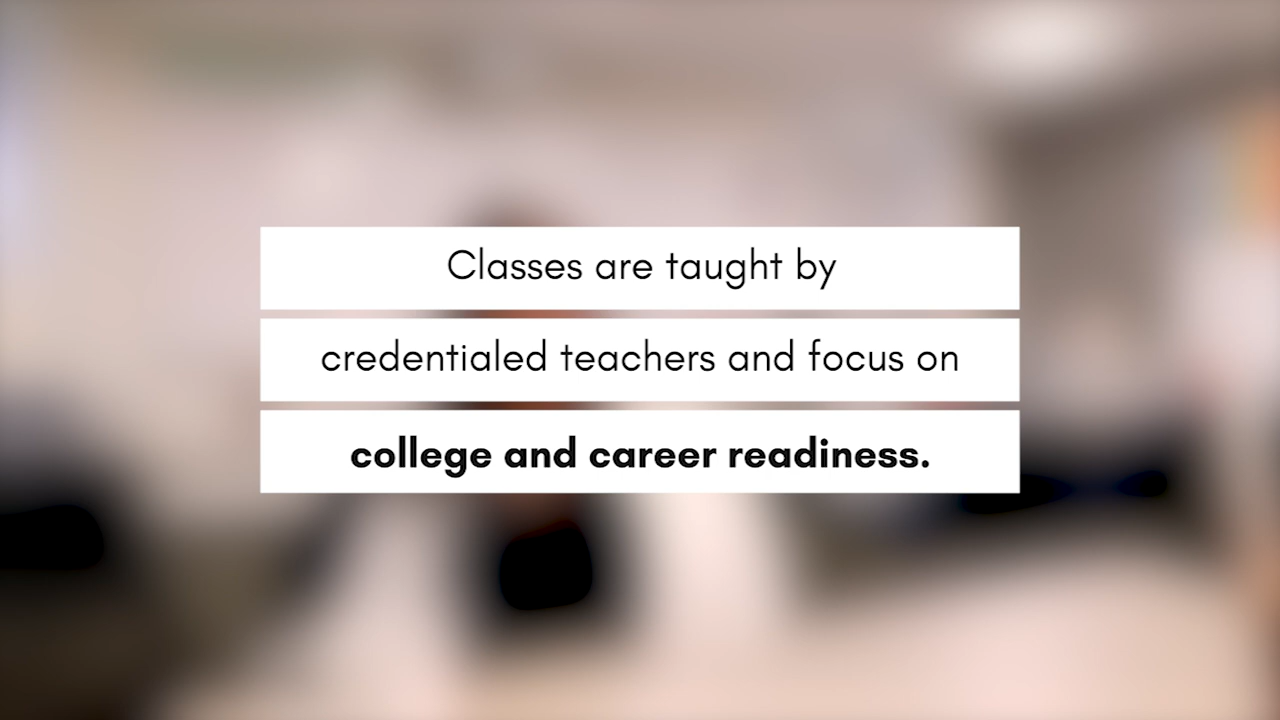 Classes are taught by
credentialed teachers and focus on
college and career readiness.